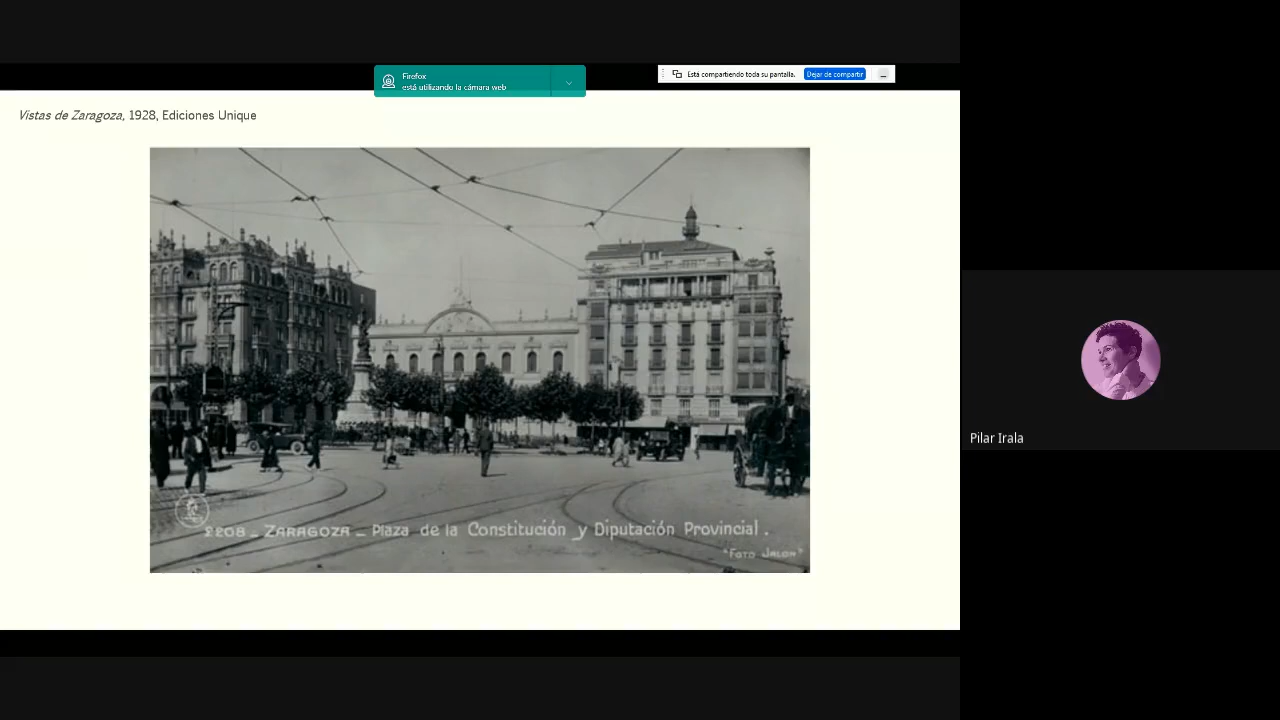 Firefox
está utilizando la cámara web
Está compartiendo toda su pantalla.
Dejar de compartir
Vistas de Zaragoza, 1928, Ediciones Unique
2208 - ZARAGOZA - Plaza de la Constitución y Diputación Provincial.
"FOTO JALON"
Pilar Irala